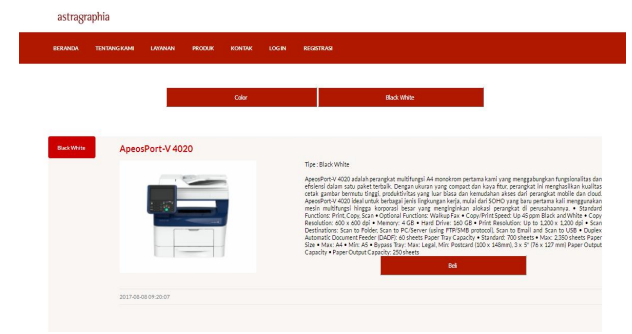 astragraphia
BERANDA TENTANG KAMI LAYANAN PRODUK KONTAK LOGIN REGISTRASI
Color Black White
Black White
ApeosPort-V 4020
Tipe : Black White
ApeosPort-V 4020 adalah perangkat multifungsi A4 monokrom pertama kami yang menggabungkan fungsionalitas dan
efisiensi dalam satu paket terbaik. Dengan ukuran yang compact dan kaya fitur, perangkat ini menghasilkan kualitas
cetak gambar bermutu tinggi, produktivitas yang luar biasa dan kemudahan akses dari perangkat mobile dan cloud.
ApeosPort-V 4020 ideal untuk berbagai jenis lingkungan kerja, mulai dari SOHO yang baru pertama kali menggunakan
mesin multifungsi hingga korporasi besar yang menginginkan alokasi perangkat di perusahaannya. • Standard
Functions: Print, Copy, Scan • Optional Functions: Walkup Fax • Copy/Print Speed: Up 45 ppm Black and White • Copy
Resolution: 600 x 600 dpi • Memory: 4 GB • Hard Drive: 160 GB • Print Resolution: Up to 1,200 x 1,200 dpi • Scan
Destinations: Scan to Folder, Scan to PC/Server (using FTP/SMB protocol), Scan to Email and Scan to USB • Duplex
Automatic Document Feeder (DADF): 60 sheets Paper Tray Capacity • Standard: 700 sheets • Max: 2,350 sheets Paper
Size • Max: A4 • Min: A5 • Bypass Tray: Max: Legal, Min: Postcard (100 x 148mm), 3 x 5" (76 x 127 mm) Paper Output
Capacity • Paper Output Capacity: 250 sheets
Beli
2017-08-08 09:20:07